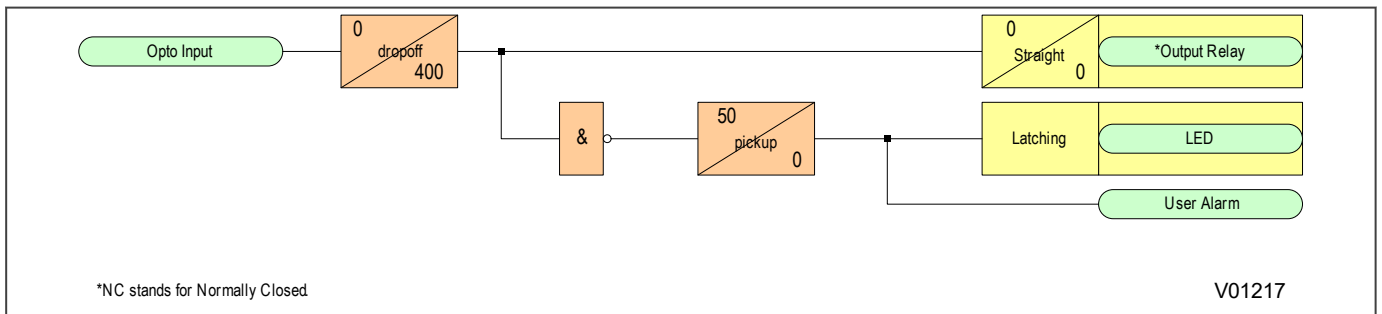 0
dropoff
400
Opto Input
0
Straight
0
*Output Relay
&
50
pickup
0
Latching
LED
User Alarm
*NC stands for Normally Closed.
V01217